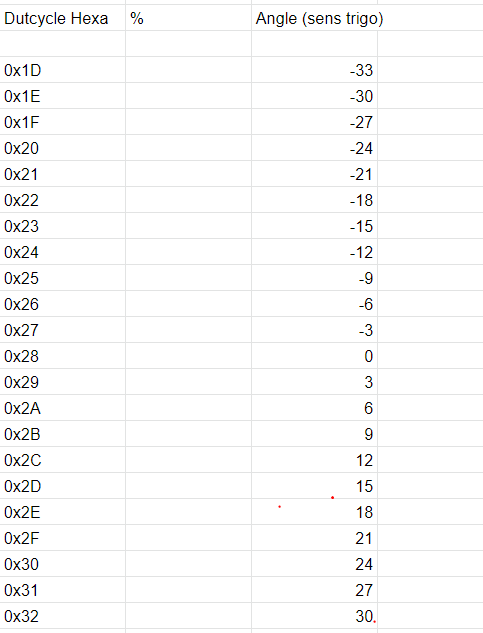 Dutcycle Hexa % Angle (sens trigo)
0x1D -33
0x1E -30
0x1F -27
0x20 -24
0x21 -21
0x22 -18
0x23 -15
0x24 -12
0x25 -9
0x26 -6
0x27 -3
0x28 0
0x29 3
0x2A 6
0x2B 9
0x2C 12
0x2D 15
0x2E 18
0x2F 21
0x30 24
0x31 27
0x32 30